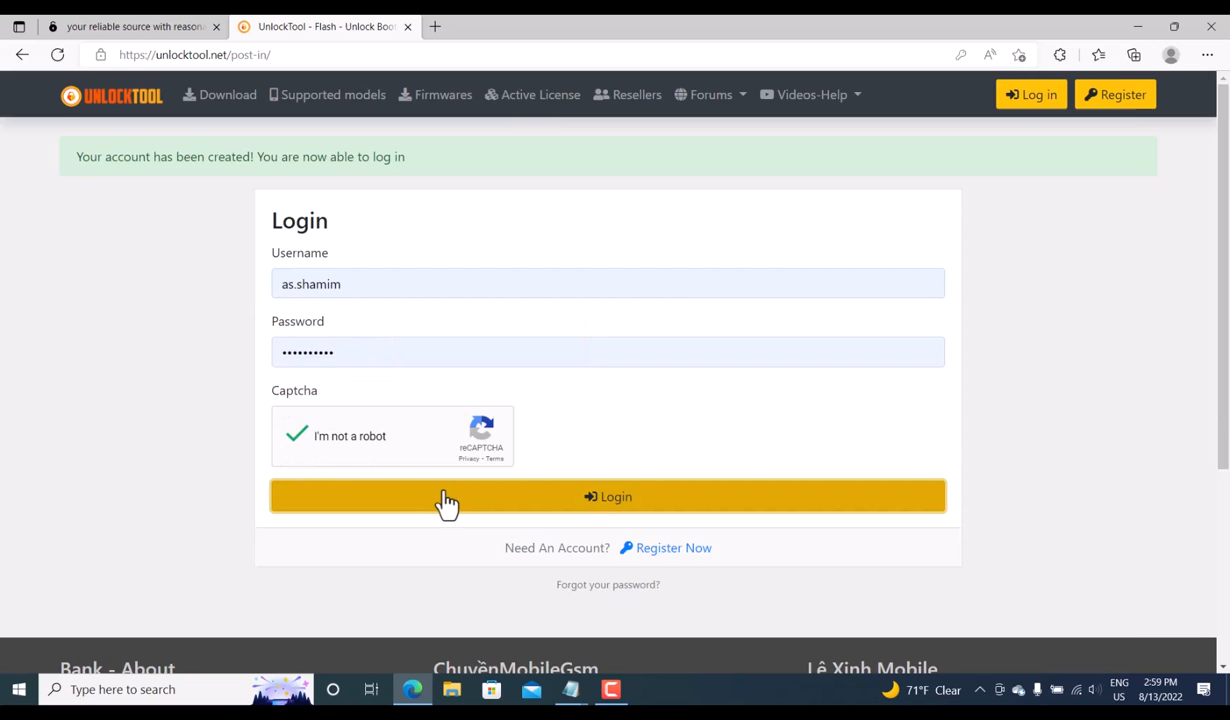 your reliable source with reason
UnlockTool - Flash - Unlock Boo
https://unlocktool.net/post-in/
UNLOCKTOOL
Download
Supported models
Firmwares
Active License
Resellers
Forums
Videos-Help
Log in
Register
Your account has been created! You are now able to log in
Login
Username
as.shamim
Password
••••••••••
Captcha
I'm not a robot
reCAPTCHA
Privacy - Terms
Login
Need An Account? Register Now
Forgot your password?
Bank - About
ChuyềnMobileGsm
Lê Xinh Mobile
Type here to search
71°F Clear
ENG
US
2:59 PM
8/13/2022